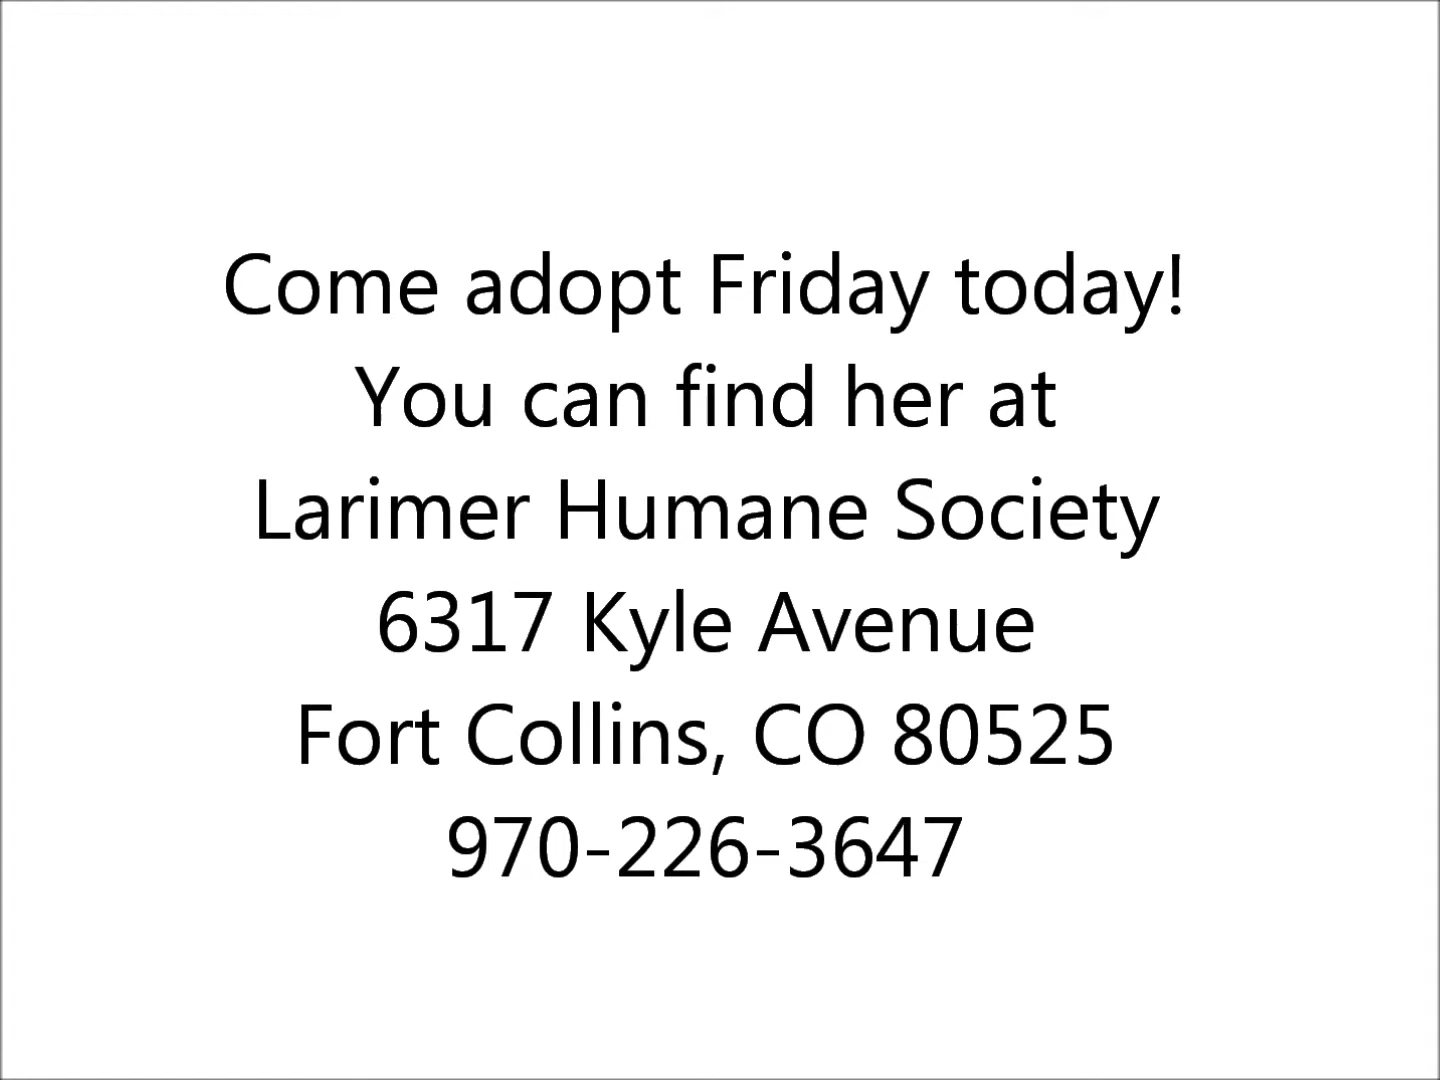 Come adopt Friday today!
You can find her at
Larimer Humane Society
6317 Kyle Avenue
Fort Collins, CO 80525
970-226-3647